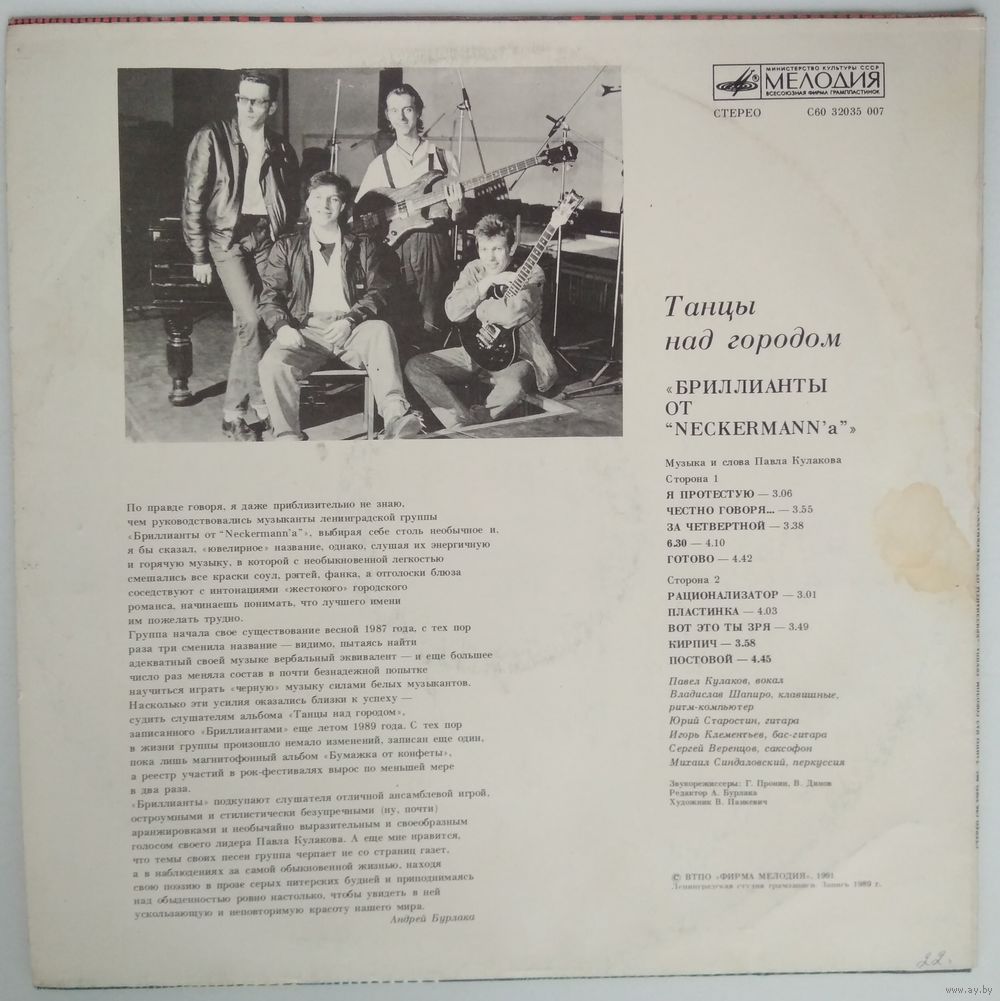 МИНИСТЕРСТВО КУЛЬТУРЫ СССР
МЕЛОДИЯ
ВСЕСОЮЗНАЯ ФИРМА ГРАМПЛАСТИНОК
СТЕРЕО С60 32035 007
Танцы
над городом
«БРИЛЛИАНТЫ
ОТ
“NECKERMANN’а”»
Музыка и слова Павла Кулакова
Сторона 1
Я ПРОТЕСТУЮ — 3.06
ЧЕСТНО ГОВОРЯ... — 3.55
ЗА ЧЕТВЕРТНОЙ — 3.38
6.30 — 4.10
ГОТОВО — 4.42
Сторона 2
РАЦИОНАЛИЗАТОР — 3.01
ПЛАСТИНКА — 4.03
ВОТ ЭТО ТЫ ЗРЯ — 3.49
КИРПИЧ — 3.58
ПОСТОВОЙ — 4.45
Павел Кулаков, вокал
Владислав Шапиро, клавишные,
ритм-компьютер
Юрий Старостин, гитара
Игорь Клементьев, бас-гитара
Сергей Веренцов, саксофон
Михаил Синдаловский, перкуссия
Звукорежиссеры: Г. Пронин, В. Динов
Редактор А. Бурлака
Художник В. Панкевич
© ВТПО «ФИРМА МЕЛОДИЯ», 1991
Ленинградская студия грамзаписи. Запись 1989 г.
По правде говоря, я даже приблизительно не знаю,
чем руководствовались музыканты ленинградской группы
«Бриллианты от “Neckermann’а”», выбирая себе столь необычное и,
я бы сказал, «ювелирное» название, однако, слушая их энергичную
и горячую музыку, в которой с необыкновенной легкостью
смешались все краски соул, рэгтей, фанка, а отголоски блюза
соседствуют с интонациями «жестокого» городского
романса, начинаешь понимать, что лучшего имени
им пожелать трудно.
Группа начала свое существование весной 1987 года, с тех пор
раза три сменила название — видимо, пытаясь найти
адекватный своей музыке вербальный эквивалент — и еще большее
число раз меняла состав в почти безнадежной попытке
научиться играть «черную» музыку силами белых музыкантов.
Насколько эти усилия оказались близки к успеху —
судить слушателям альбома «Танцы над городом»,
записанного «Бриллиантами» еще летом 1989 года. С тех пор
в жизни группы произошло немало изменений, записан еще один,
пока лишь магнитофонный альбом «Бумажка от конфеты»,
а реестр участий в рок-фестивалях вырос по меньшей мере
в два раза.
«Бриллианты» подкупают слушателя отличной ансамблевой игрой,
остроумными и стилистически безупречными (ну, почти)
аранжировками и необычайно выразительным и своеобразным
голосом своего лидера Павла Кулакова. А еще мне нравится,
что темы своих песен группа черпает не со страниц газет,
а в наблюдениях за самой обыкновенной жизнью, находя
свою поэзию в прозе серых питерских будней и приподнимаясь
над обыденностью ровно настолько, чтобы увидеть в ней
ускользающую и неповторимую красоту нашего мира.
Андрей Бурлака
22.
www.ay.by